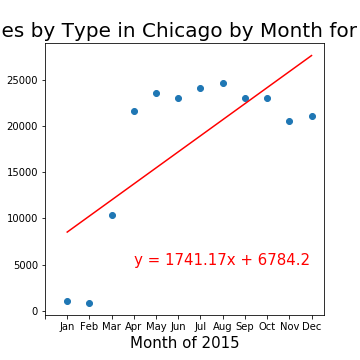 es by Type in Chicago by Month for
25000
20000
15000
10000
5000
0
y = 1741.17x + 6784.2
Jan Feb Mar Apr May Jun Jul Aug Sep Oct Nov Dec
Month of 2015